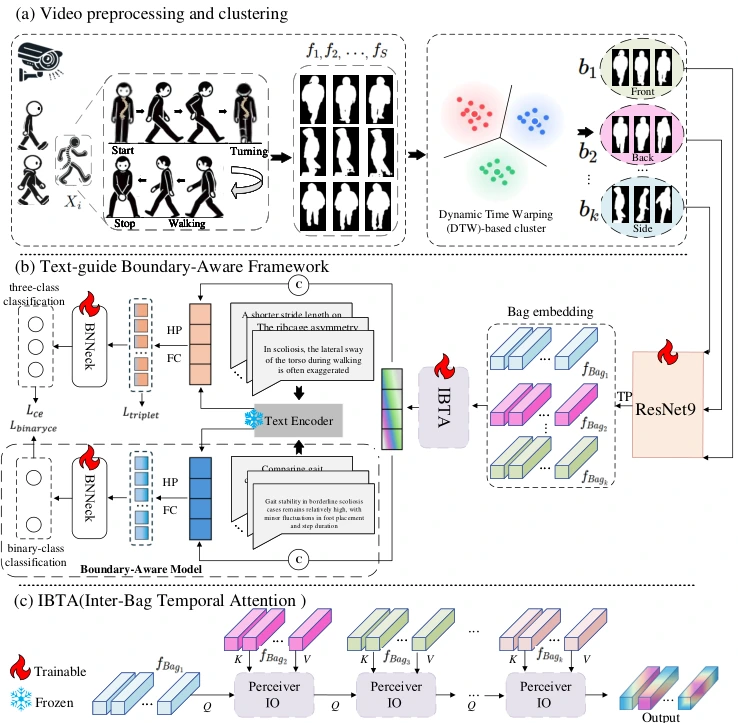 (a) Video preprocessing and clustering
f1, f2, ..., fS
Start
Turning
Stop
Walking
Xi
Dynamic Time Warping
(DTW)-based cluster
b1
Front
b2
Back
...
⋮
bk
Side
(b) Text-guide Boundary-Aware Framework
three-class
classification
BNNeck
HP
FC
C
A shorter stride length on
The ribcage asymmetry
In scoliosis, the lateral sway
of the torso during walking
is often exaggerated
Lce
Lbinaryce
Ltriplet
Text Encoder
IBTA
Bag embedding
fBag1
fBag2
fBagk
TP
ResNet9
BNNeck
HP
FC
Comparing gait
Gait stability in borderline scoliosis
cases remains relatively high, with
minor fluctuations in foot placement
and step duration
C
binary-class
classification
Boundary-Aware Model
(c) IBTA(Inter-Bag Temporal Attention )
Trainable
Frozen
fBag1
Q
K
fBag2
V
Perceiver
IO
Q
K
fBag3
V
Perceiver
IO
Q
...
K
fBagk
V
Perceiver
IO
Output